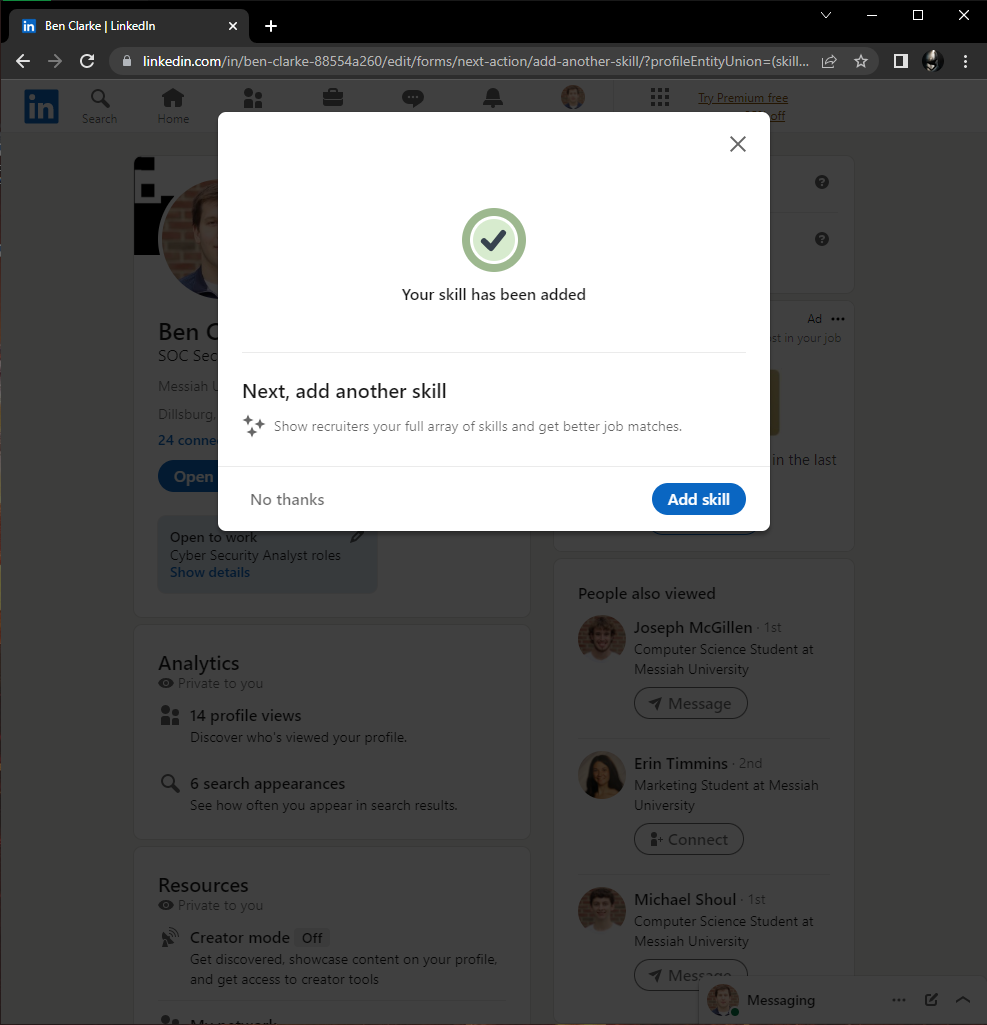 Ben Clarke | LinkedIn
linkedin.com/in/ben-clarke-88554a260/edit/forms/next-action/add-another-skill/?profileEntityUnion=(skill...
in
Search
Home
Try Premium free
off
Your skill has been added
Next, add another skill
Show recruiters your full array of skills and get better job matches.
No thanks
Add skill
Ben C
SOC Sec
Messiah U
Dillsburg,
24 conne
Open
Open to work
Cyber Security Analyst roles
Show details
Ad
st in your job
in the last
Analytics
Private to you
14 profile views
Discover who's viewed your profile.
6 search appearances
See how often you appear in search results.
Resources
Private to you
Creator mode Off
Get discovered, showcase content on your profile,
and get access to creator tools
My network
People also viewed
Joseph McGillen · 1st
Computer Science Student at
Messiah University
Message
Erin Timmins · 2nd
Marketing Student at Messiah
University
Connect
Michael Shoul · 1st
Computer Science Student at
Messiah University
Message
Messaging